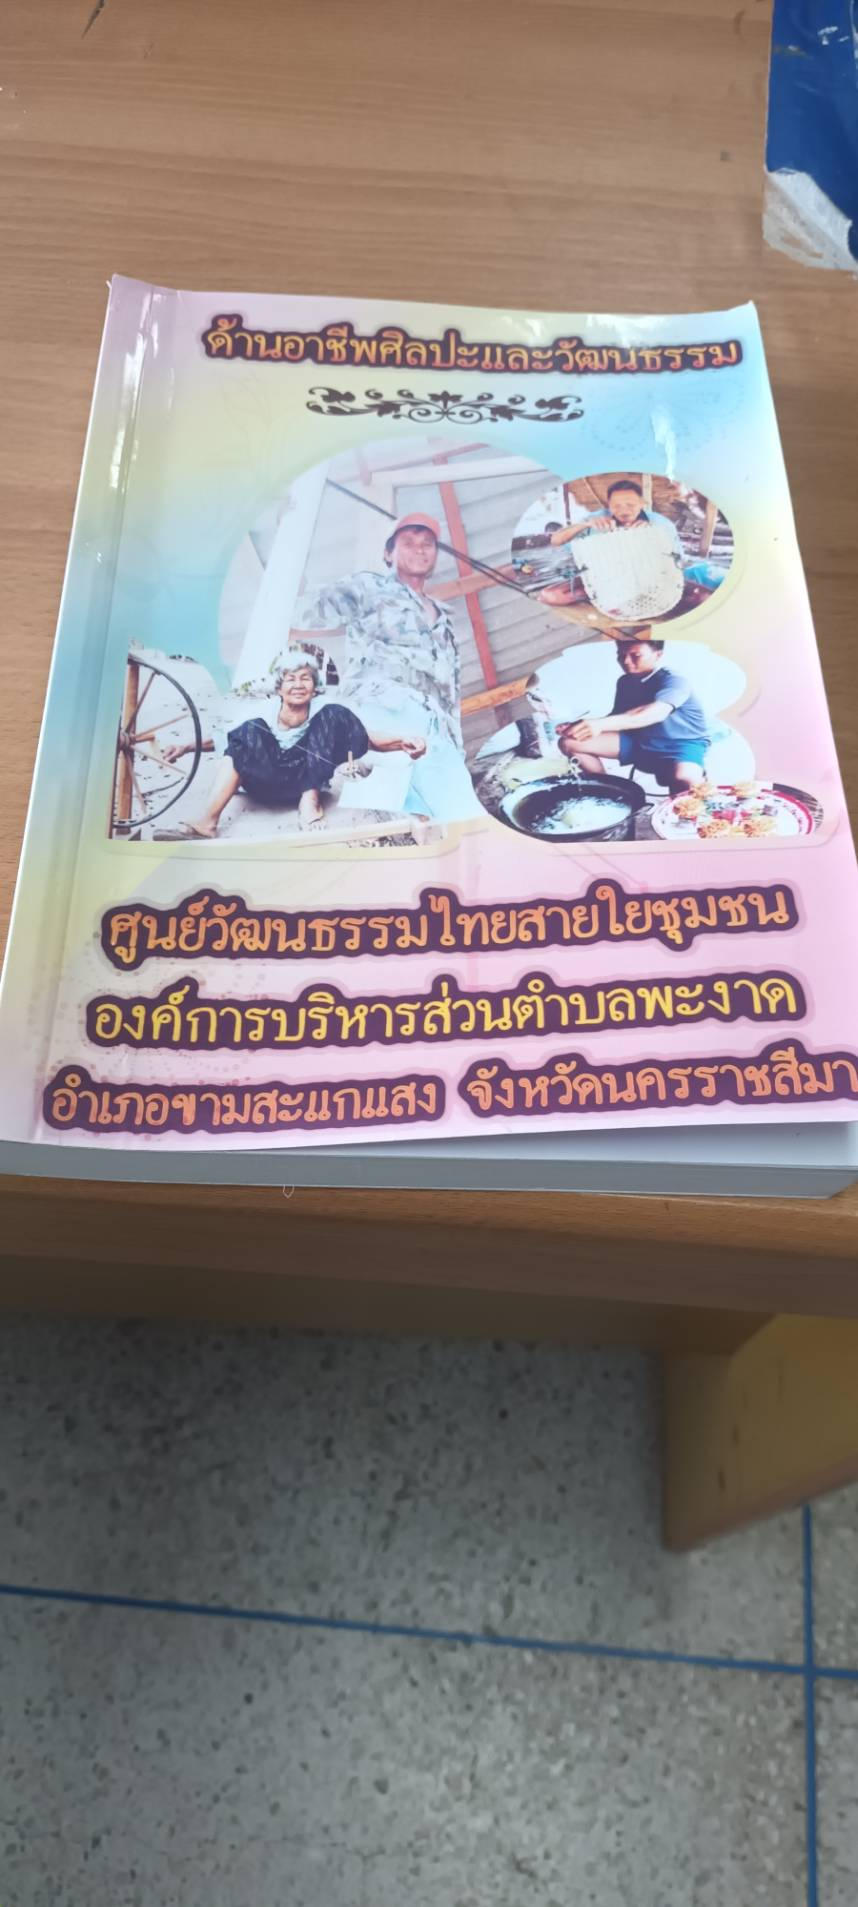 ด้านอาชีพศิลปะและวัฒนธรรม
ศูนย์วัฒนธรรมไทยสายใยชุมชน
องค์การบริหารส่วนตำบลพะงาด
อำเภอขามสะแกแสง จังหวัดนครราชสีมา